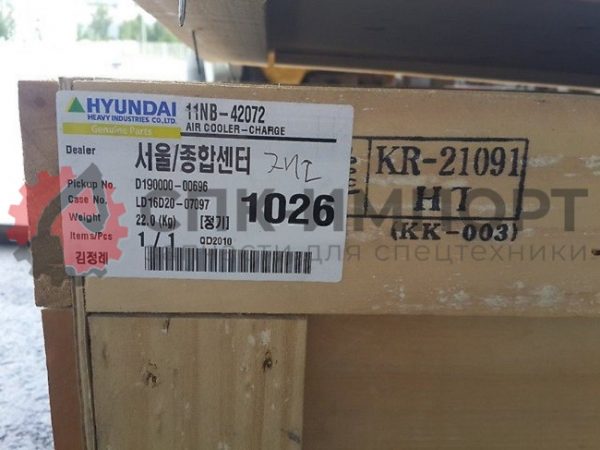 HYUNDAI
HEAVY INDUSTRIES CO.,LTD.
Genuine Parts
11NB-42072
AIR COOLER-CHARGE
Dealer
서울/종합센터
Pickup No
D190000-00696
Case No.
LD16D20-07097
1026
Weight
22.0 (Kg)
[정기]
Items/Pcs
1/1
QD2010
김정례
KR-21091
HT
(KK-003)
СПК ИМПОРТ
запчасти для спецтехники